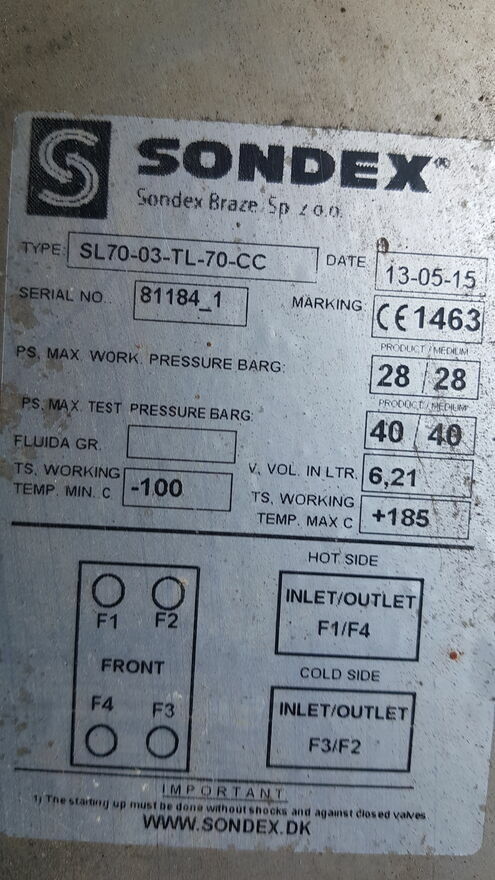 S SONDEX®
Sondex Braze Sp z o.o.
TYPE: SL70-03-TL-70-CC DATE 13-05-15
SERIAL NO.. 81184_1 MARKING CE1463
PRODUCT / MEDIUM
PS, MAX. WORK. PRESSURE BARG: 28 / 28
PRODUCT / MEDIUM
PS, MAX. TEST PRESSURE BARG: 40 / 40
FLUIDA GR.
V, VOL. IN LTR. 6,21
TS, WORKING
TEMP. MIN. C -100
TS, WORKING
TEMP. MAX C +185
HOT SIDE
INLET/OUTLET
F1/F4
F1 F2
FRONT
F4 F3
COLD SIDE
INLET/OUTLET
F3/F2
IMPORTANT
1) The starting up must be done without shocks and against closed valves
WWW.SONDEX.DK